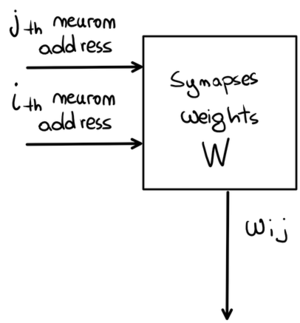 jth neurom
address
ith neurom
address
Synapses
weights
W
wij